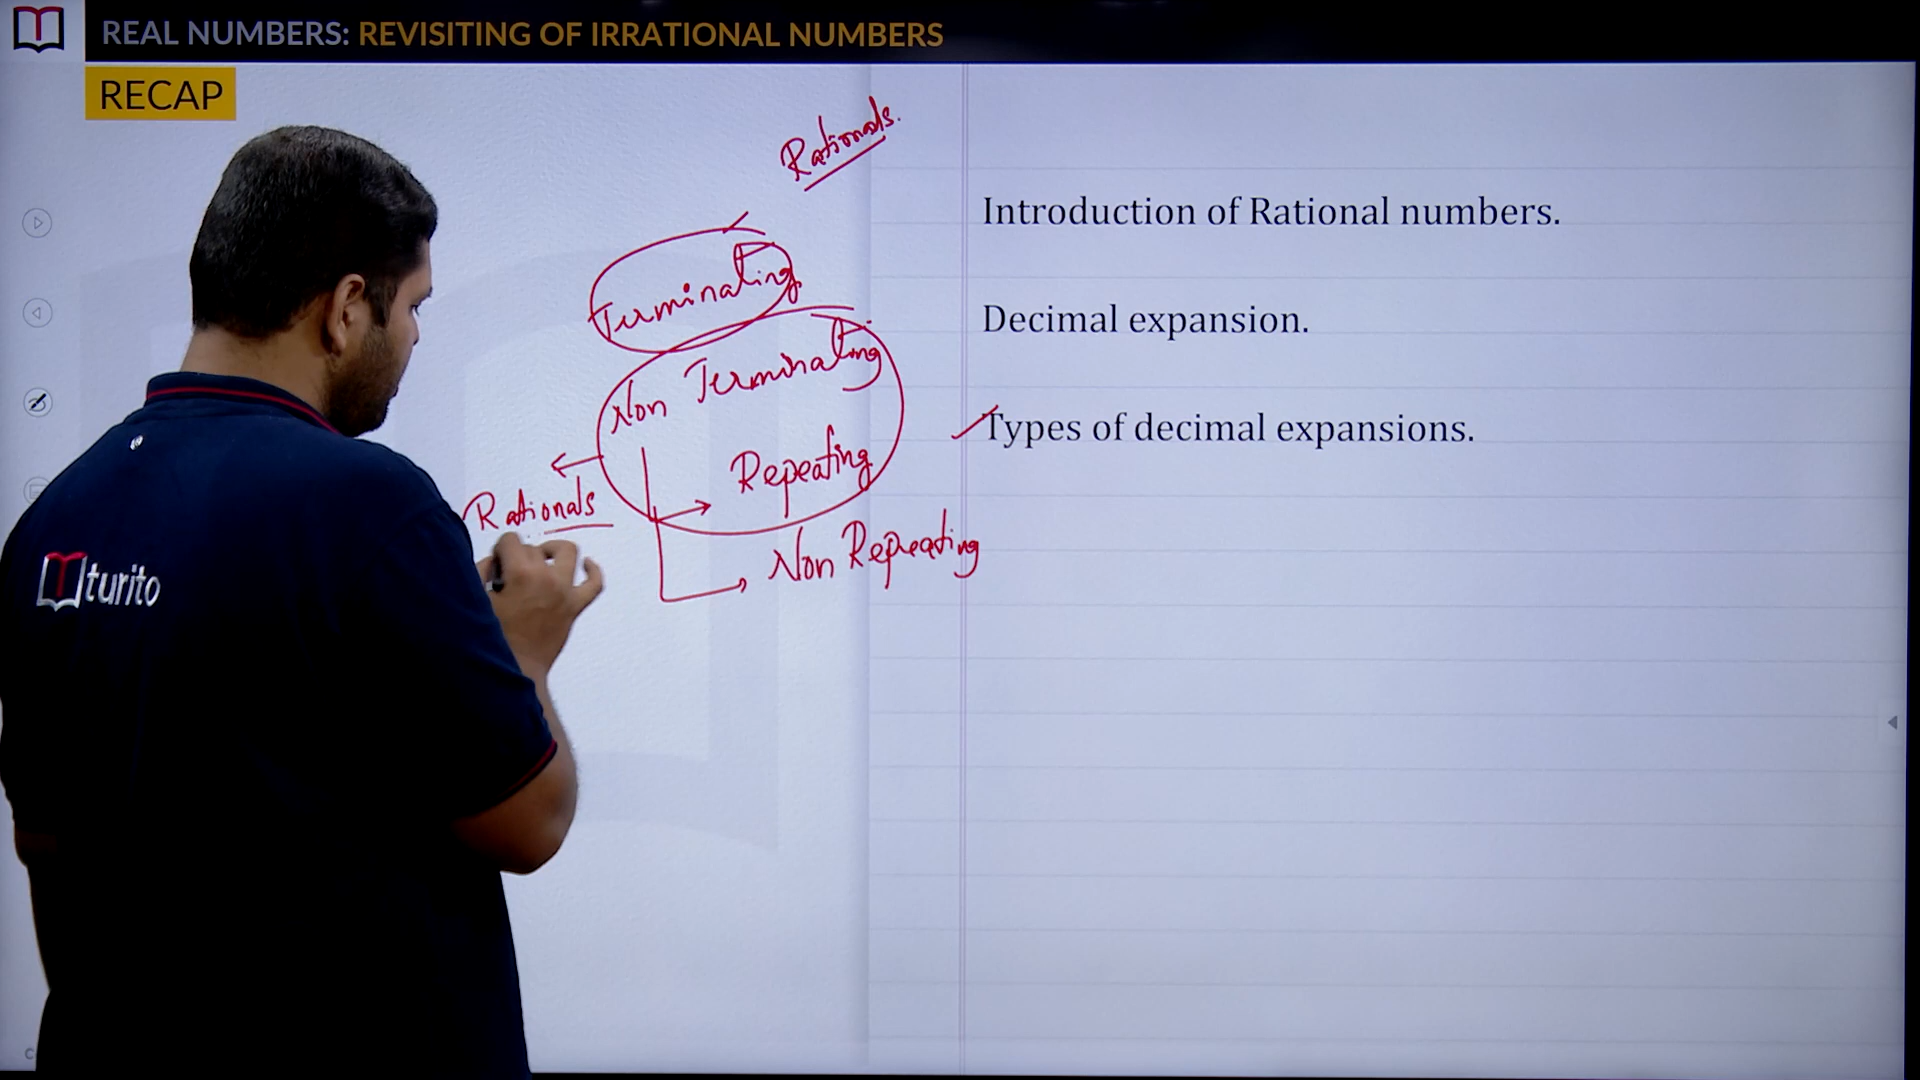 REAL NUMBERS: REVISITING OF IRRATIONAL NUMBERS
RECAP
Rationals.
Terminating
Non Terminating
Repeating
Rationals
Non Repeating
Introduction of Rational numbers.
Decimal expansion.
Types of decimal expansions.
turito